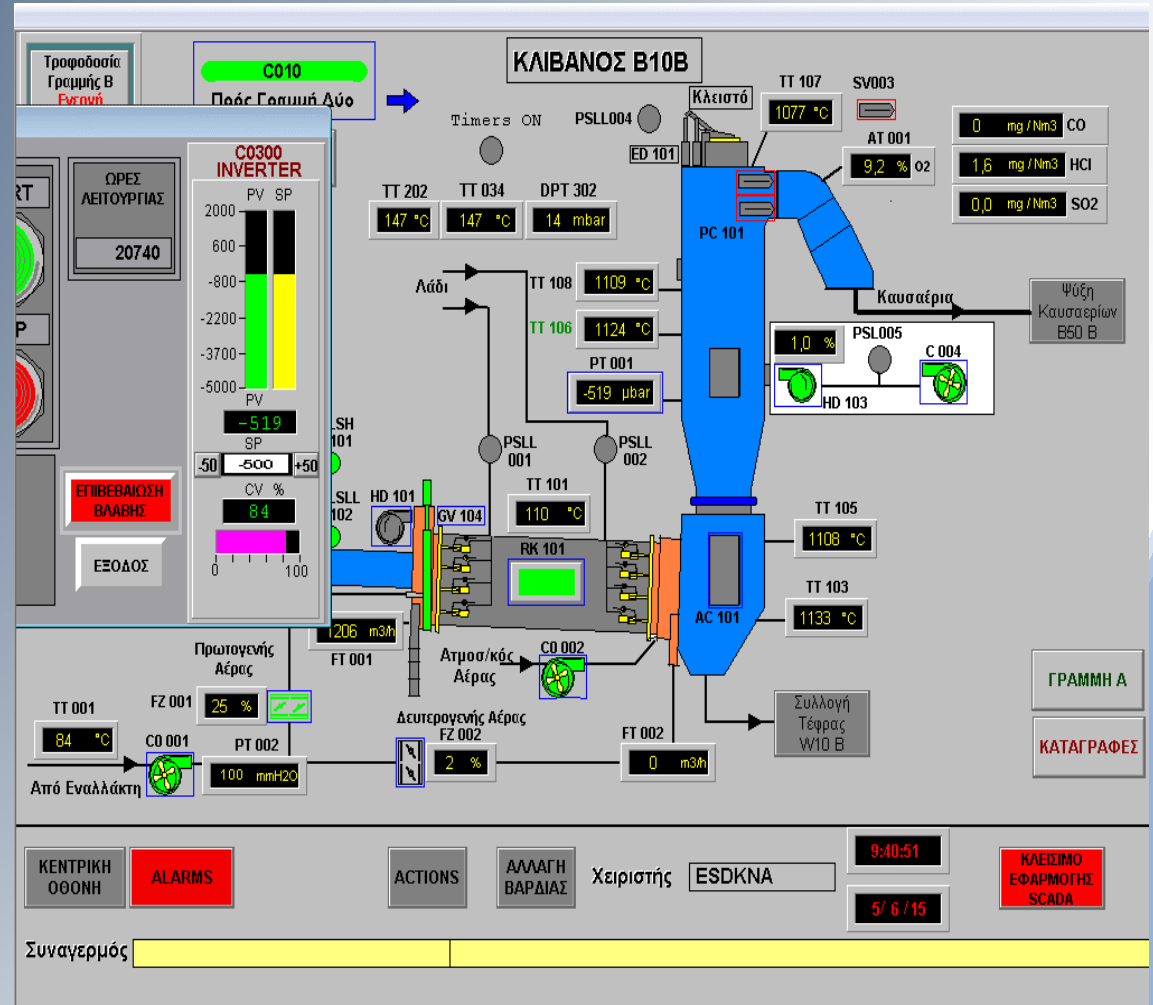 Τροφοδοσία
Γραμμής Β
Ενεργή
C010
Πρός Γραμμή Δύο
ΚΛΙΒΑΝΟΣ Β10Β
Timers ON
PSLL004
Κλειστό
ED 101
TT 107
1077 °C
SV003
AT 001
9,2 % O2
0 mg/Nm3 CO
1,6 mg/Nm3 HCl
0,0 mg/Nm3 SO2
TT 202
147 °C
TT 034
147 °C
DPT 302
14 mbar
PC 101
C0300
INVERTER
PV SP
2000
600
-800
-2200
-3700
-5000
PV
-519
SP
-50 -500 +50
CV %
84
0 100
RT
P
ΩΡΕΣ
ΛΕΙΤΟΥΡΓΙΑΣ
20740
ΕΠΙΒΕΒΑΙΩΣΗ
ΒΛΑΒΗΣ
ΕΞΟΔΟΣ
Λάδι
TT 108
1109 °C
TT 106
1124 °C
PT 001
-519 μbar
Καυσαέρια
Ψύξη
Καυσαερίων
B50 B
1,0 %
PSL005
C 004
HD 103
LSH
101
LSLL
102
HD 101
GV 104
PSLL
001
PSLL
002
TT 101
110 °C
RK 101
TT 105
1108 °C
TT 103
1133 °C
AC 101
1206 m3/h
FT 001
Ατμοσ/κός
Αέρας
C0 002
Πρωτογενής
Αέρας
FZ 001
25 %
TT 001
84 °C
C0 001
PT 002
100 mmH2O
Από Εναλλάκτη
Δευτερογενής Αέρας
FZ 002
2 %
FT 002
0 m3/h
Συλλογή
Τέφρας
W10 B
ΓΡΑΜΜΗ Α
ΚΑΤΑΓΡΑΦΕΣ
ΚΕΝΤΡΙΚΗ
ΟΘΟΝΗ
ALARMS
ACTIONS
ΑΛΛΑΓΗ
ΒΑΡΔΙΑΣ
Χειριστής
ESDKNA
9:40:51
5/ 6 /15
ΚΛΕΙΣΙΜΟ
ΕΦΑΡΜΟΓΗΣ
SCADA
Συναγερμός